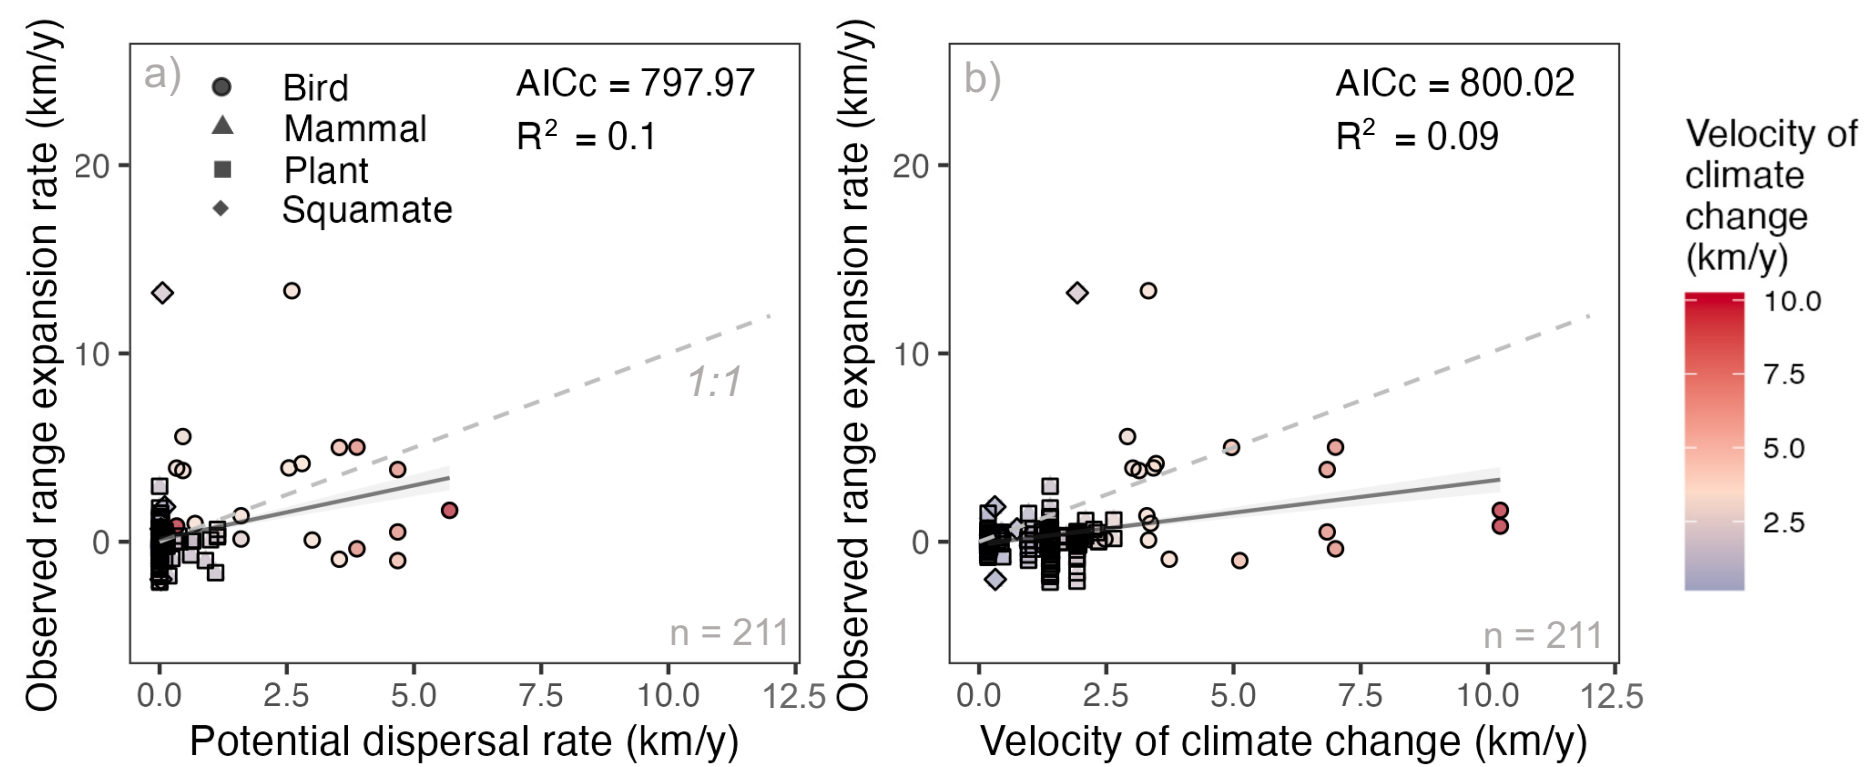 a)
Bird
Mammal
Plant
Squamate
AICc = 797.97
R² = 0.1
1:1
n = 211
20
10
0
0.0 2.5 5.0 7.5 10.0 12.5
Observed range expansion rate (km/y)
Potential dispersal rate (km/y)
b)
AICc = 800.02
R² = 0.09
n = 211
20
10
0
0.0 2.5 5.0 7.5 10.0 12.5
Observed range expansion rate (km/y)
Velocity of climate change (km/y)
Velocity of
climate
change
(km/y)
10.0
7.5
5.0
2.5